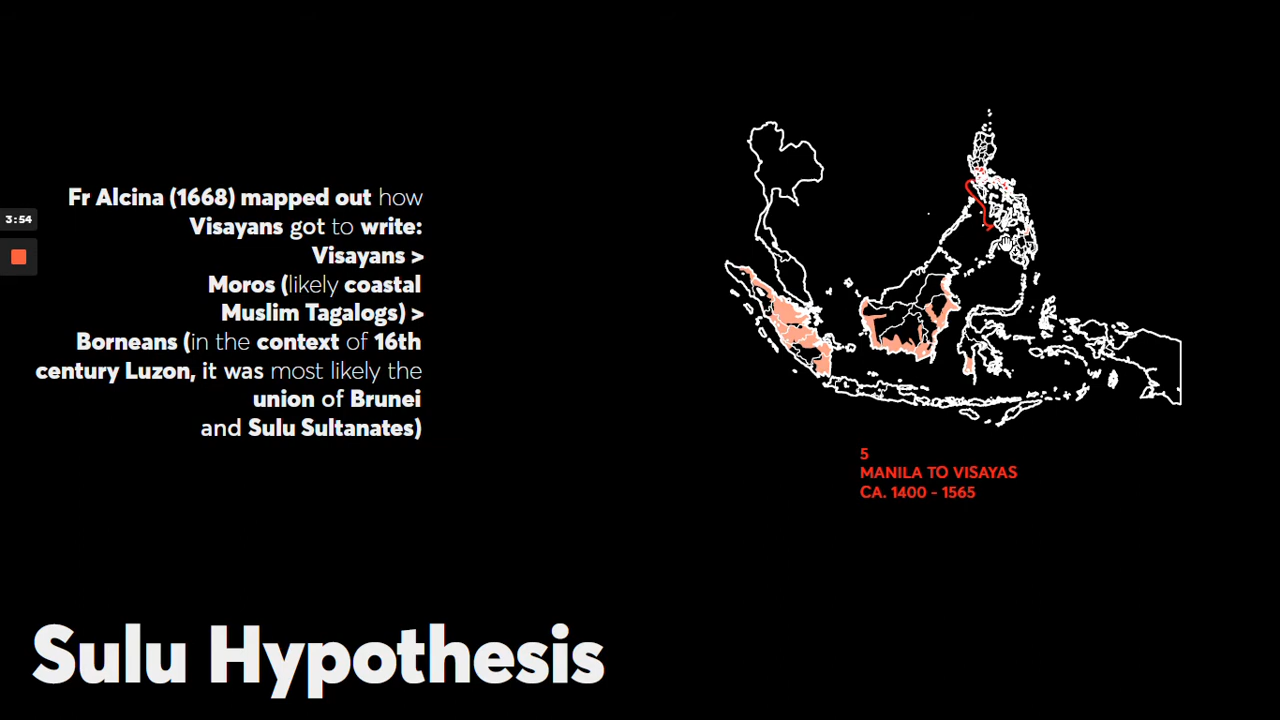 Fr Alcina (1668) mapped out how
Visayans got to write:
Visayans >
Moros (likely coastal
Muslim Tagalogs) >
Borneans (in the context of 16th
century Luzon, it was most likely the
union of Brunei
and Sulu Sultanates)
3:54
5
MANILA TO VISAYAS
CA. 1400 - 1565
Sulu Hypothesis